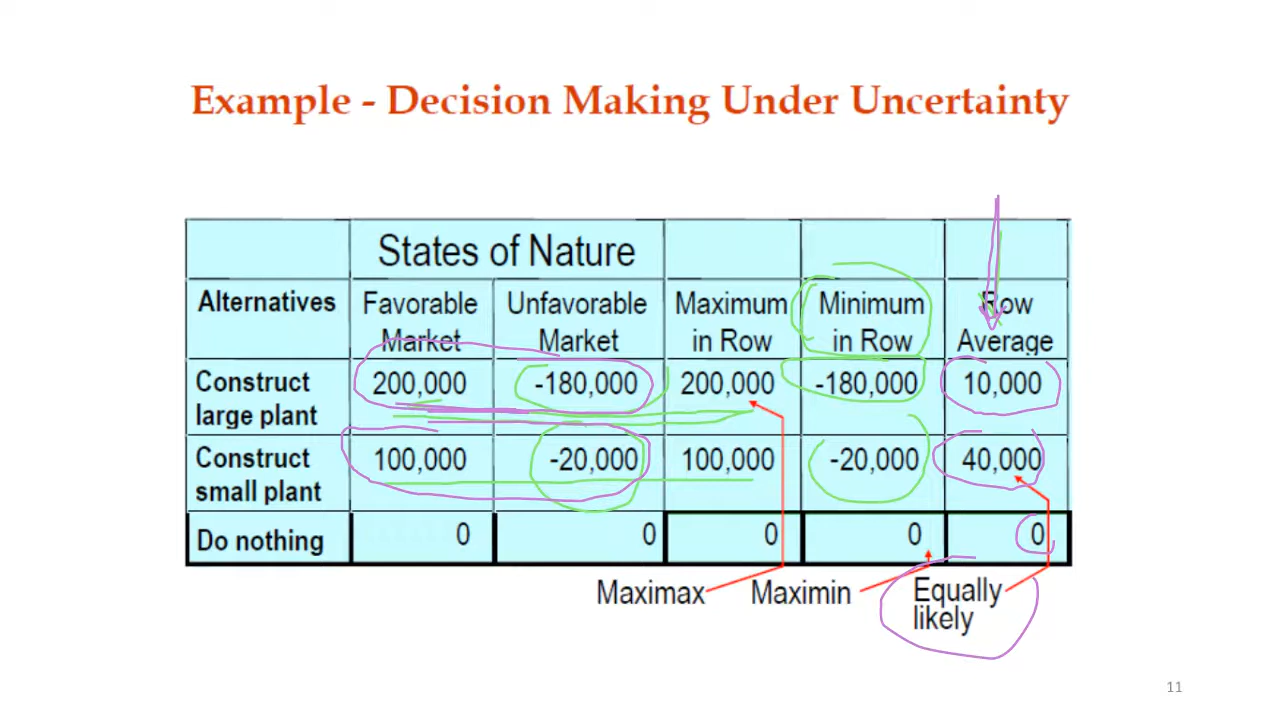 Example - Decision Making Under Uncertainty
States of Nature
Alternatives Favorable Market Unfavorable Market Maximum in Row Minimum in Row Row Average
Construct large plant 200,000 -180,000 200,000 -180,000 10,000
Construct small plant 100,000 -20,000 100,000 -20,000 40,000
Do nothing 0 0 0 0 0
Maximax Maximin Equally likely
11